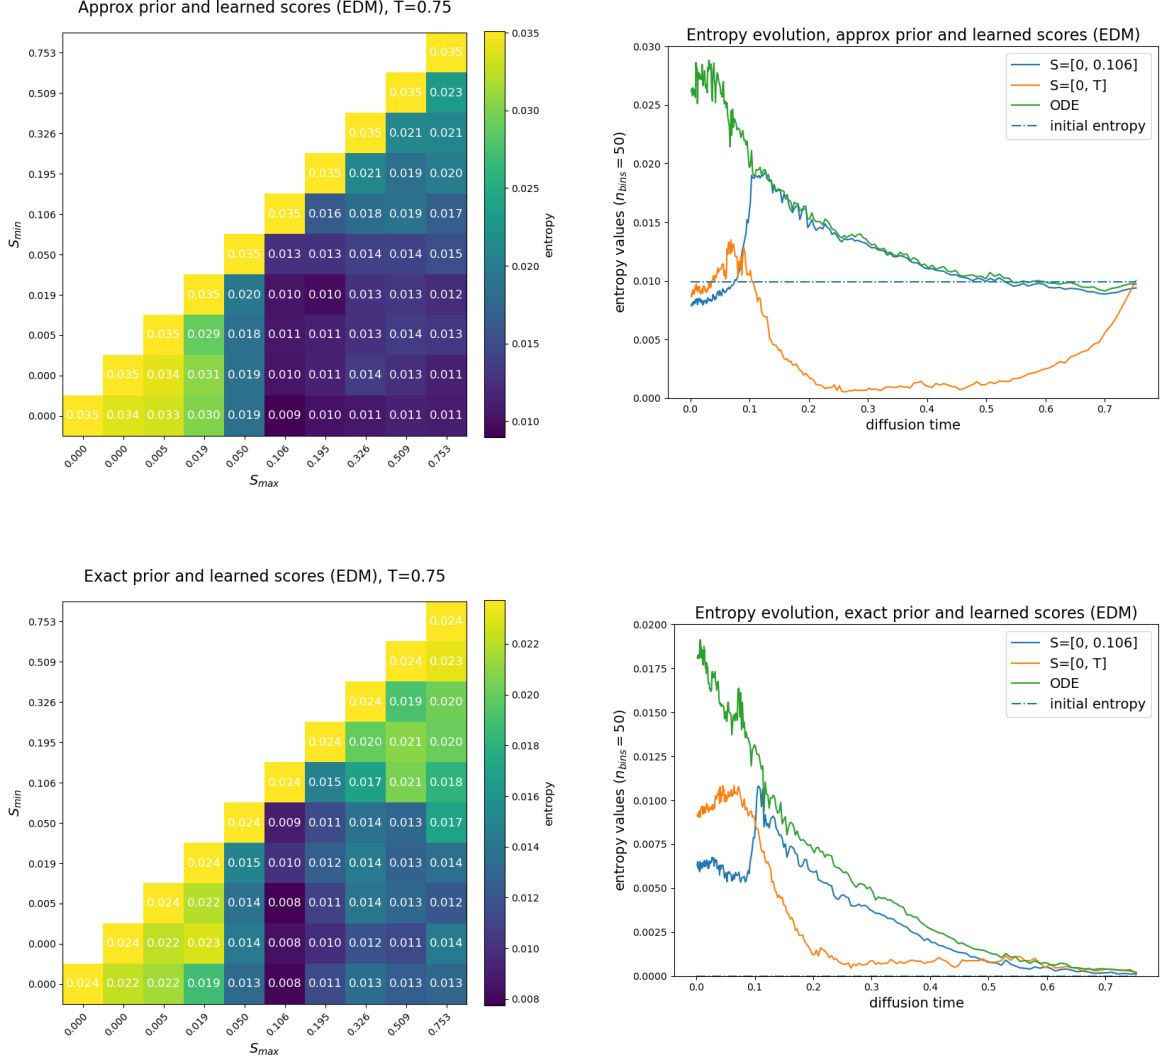 Approx prior and learned scores (EDM), T=0.75
0.753
0.509
0.326
0.195
0.106
0.050
0.019
0.005
0.000
0.000
S_min
0.035
0.035 0.023
0.035 0.021 0.021
0.035 0.021 0.019 0.020
0.035 0.016 0.018 0.019 0.017
0.035 0.013 0.013 0.014 0.014 0.015
0.035 0.020 0.010 0.010 0.013 0.013 0.012
0.035 0.029 0.018 0.011 0.011 0.013 0.014 0.013
0.035 0.034 0.031 0.019 0.010 0.011 0.014 0.013 0.011
0.035 0.034 0.033 0.030 0.019 0.009 0.010 0.011 0.011 0.011
0.000 0.000 0.005 0.019 0.050 0.106 0.195 0.326 0.509 0.753
S_max
0.035
0.030
0.025
0.020
0.015
0.010
entropy
Entropy evolution, approx prior and learned scores (EDM)
S=[0, 0.106]
S=[0, T]
ODE
initial entropy
0.030
0.025
0.020
0.015
0.010
0.005
0.000
entropy values (n_bins = 50)
0.0 0.1 0.2 0.3 0.4 0.5 0.6 0.7
diffusion time
Exact prior and learned scores (EDM), T=0.75
0.753
0.509
0.326
0.195
0.106
0.050
0.019
0.005
0.000
0.000
S_min
0.024
0.024 0.023
0.024 0.019 0.020
0.024 0.020 0.021 0.020
0.024 0.015 0.017 0.021 0.018
0.024 0.009 0.011 0.014 0.013 0.017
0.024 0.015 0.010 0.012 0.014 0.013 0.014
0.024 0.022 0.014 0.008 0.011 0.014 0.013 0.012
0.024 0.022 0.023 0.014 0.008 0.010 0.012 0.011 0.014
0.024 0.022 0.022 0.019 0.013 0.008 0.011 0.013 0.013 0.013
0.000 0.000 0.005 0.019 0.050 0.106 0.195 0.326 0.509 0.753
S_max
0.022
0.020
0.018
0.016
0.014
0.012
0.010
0.008
entropy
Entropy evolution, exact prior and learned scores (EDM)
S=[0, 0.106]
S=[0, T]
ODE
initial entropy
0.0200
0.0175
0.0150
0.0125
0.0100
0.0075
0.0050
0.0025
0.0000
entropy values (n_bins = 50)
0.0 0.1 0.2 0.3 0.4 0.5 0.6 0.7
diffusion time